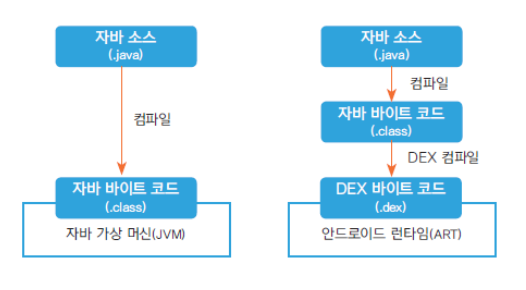 자바 소스
(.java)
컴파일
자바 바이트 코드
(.class)
자바 가상 머신(JVM)
자바 소스
(.java)
컴파일
자바 바이트 코드
(.class)
DEX 컴파일
DEX 바이트 코드
(.dex)
안드로이드 런타임(ART)